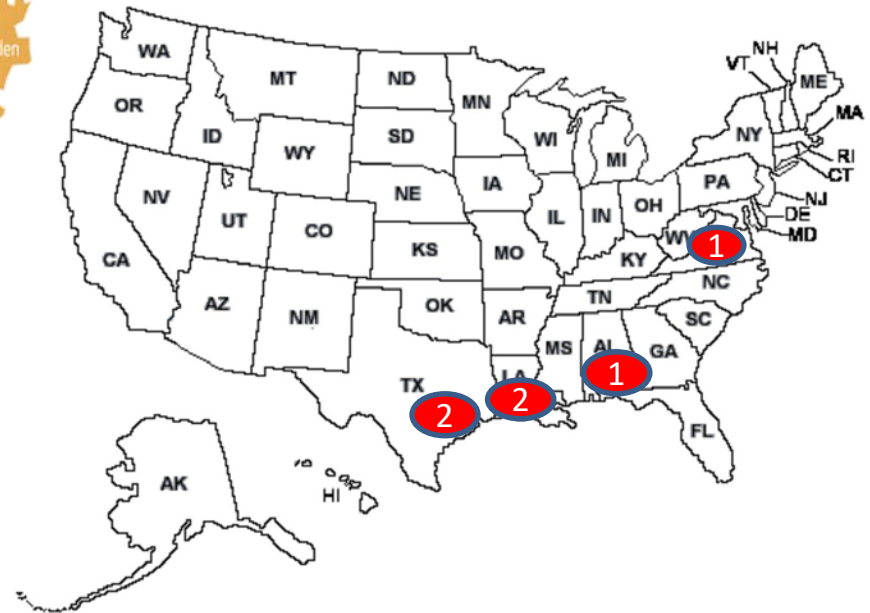 den
WA
MT
ND
MN
VT
NH
ME
OR
ID
SD
WI
MI
NY
MA
WY
RI
CT
NE
IA
PA
NJ
NV
UT
CO
IL
IN
OH
DE
MD
CA
KS
MO
KY
WV
1
AZ
NM
OK
AR
TN
NC
SC
MS
AL
GA
1
TX
LA
2
2
FL
AK
HI